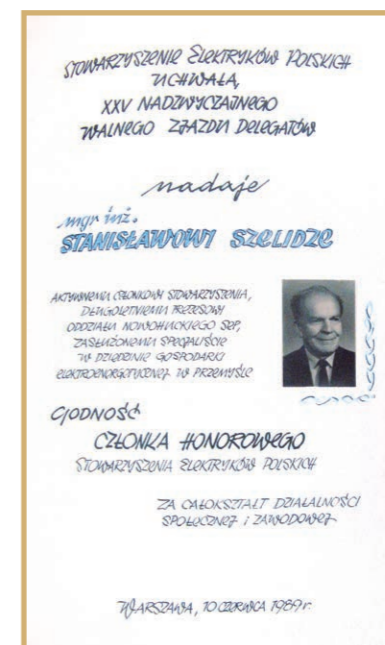 STOWARZYSZENIE ELEKTRYKÓW POLSKICH
UCHWAŁĄ,
XXV NADZWYCZAJNEGO
WALNEGO ZJAZDU DELEGATÓW
nadaje
mgr inż.
STANISŁAWOWI SZELIDZE
AKTYWNEMU CZŁONKOWI STOWARZYSZENIA,
DŁUGOLETNIEMU PREZESOWI
ODDZIAŁU NOWOHUCKIEGO SEP,
ZASŁUŻONEMU SPECJALIŚCIE
W DZIEDZINIE GOSPODARKI
ELEKTROENERGETYCZNEJ W PRZEMYŚLE
GODNOŚĆ
CZŁONKA HONOROWEGO
STOWARZYSZENIA ELEKTRYKÓW POLSKICH
ZA CAŁOKSZTAŁT DZIAŁALNOŚCI
SPOŁECZNEJ i ZAWODOWEJ
WARSZAWA, 10 CZERWCA 1989 r.